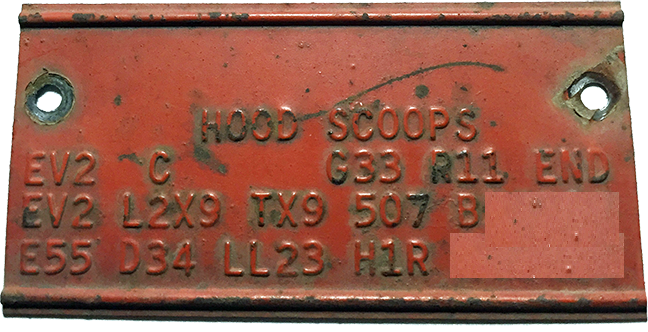 HOOD SCOOPS
EV2 C G33 R11 END
EV2 L2X9 TX9 507 B
E55 D34 LL23 H1R